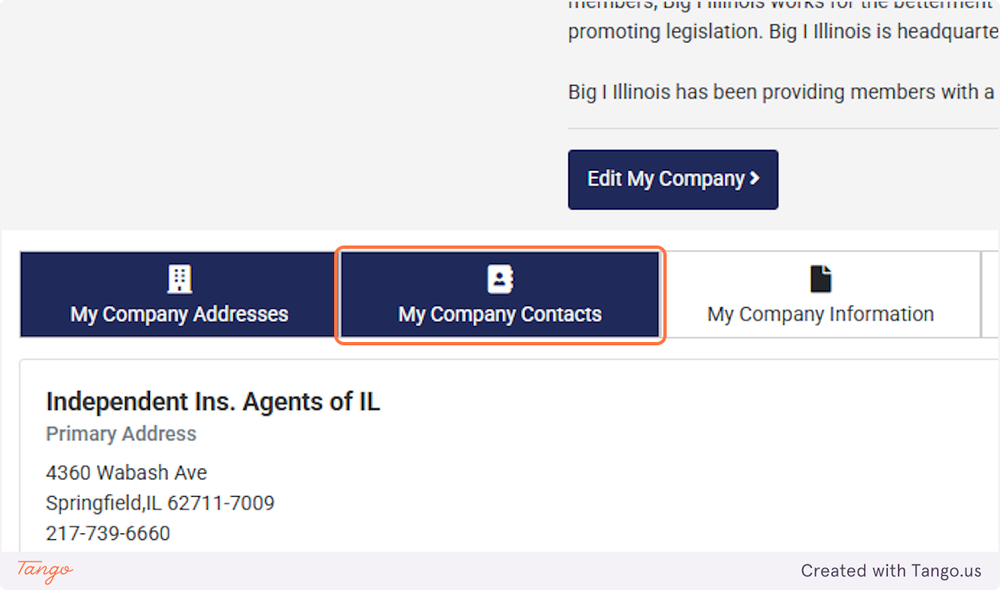 members, Big I Illinois works for the betterment
promoting legislation. Big I Illinois is headquarte
Big I Illinois has been providing members with a
Edit My Company
My Company Addresses
My Company Contacts
My Company Information
Independent Ins. Agents of IL
Primary Address
4360 Wabash Ave
Springfield,IL 62711-7009
217-739-6660
Tango
Created with Tango.us